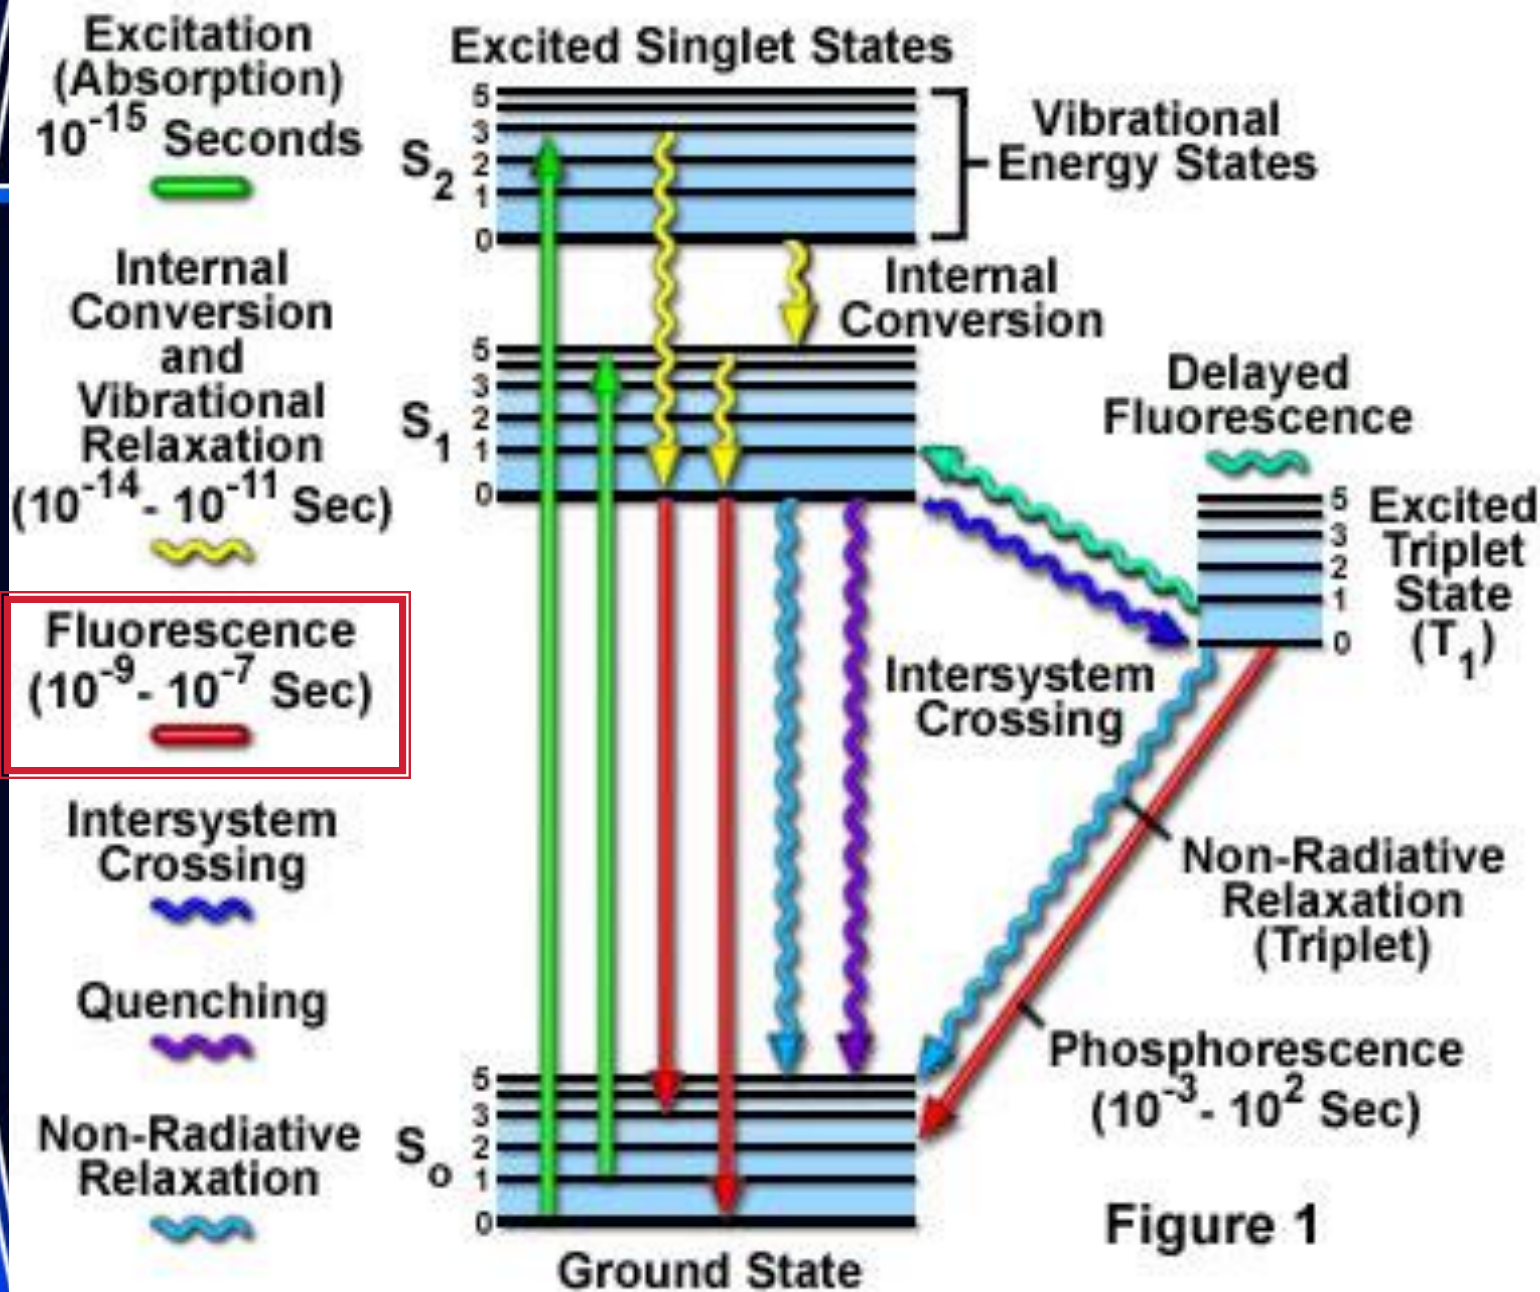 Excitation
(Absorption)
10⁻¹⁵ Seconds
Internal
Conversion
and
Vibrational
Relaxation
(10⁻¹⁴- 10⁻¹¹ Sec)
Fluorescence
(10⁻⁹- 10⁻⁷ Sec)
Intersystem
Crossing
Quenching
Non-Radiative
Relaxation
Excited Singlet States
S₂
5
3
2
1
0
Vibrational
Energy States
Internal
Conversion
S₁
5
3
2
1
0
Delayed
Fluorescence
5
3
2
1
0
Excited
Triplet
State
(T₁)
Intersystem
Crossing
Non-Radiative
Relaxation
(Triplet)
Phosphorescence
(10⁻³- 10² Sec)
Sₒ
5
3
2
1
0
Ground State
Figure 1